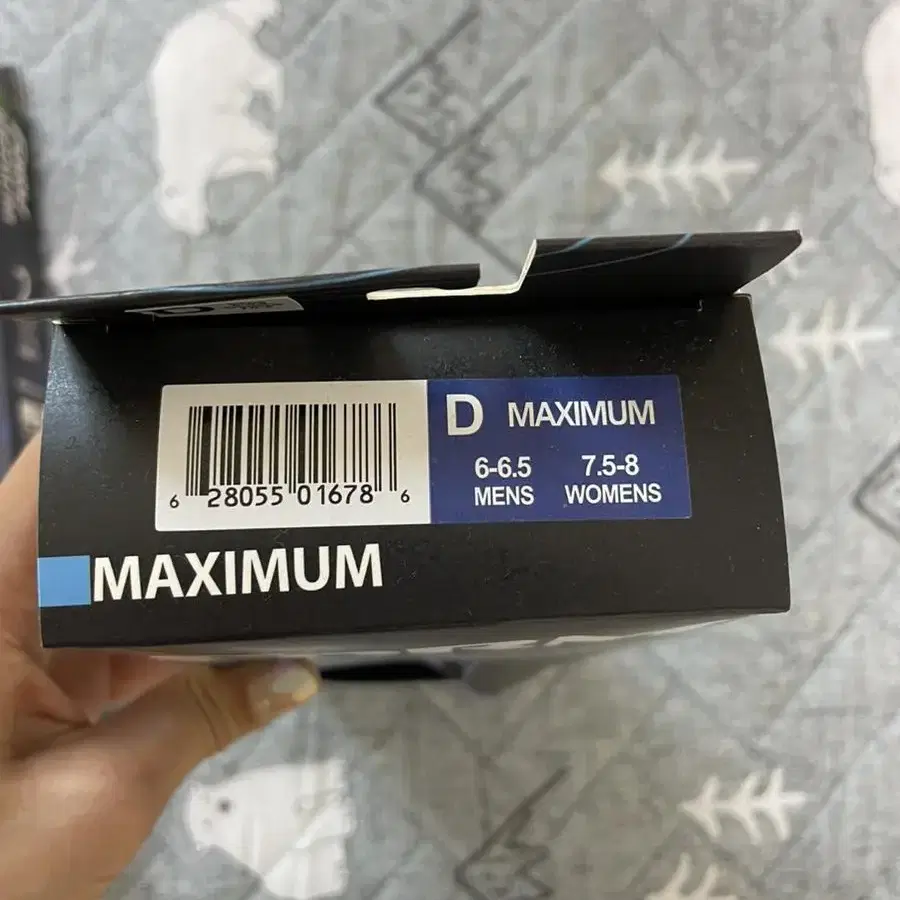 D MAXIMUM
6-6.5 7.5-8
MENS WOMENS
6 28055 01678 6
MAXIMUM